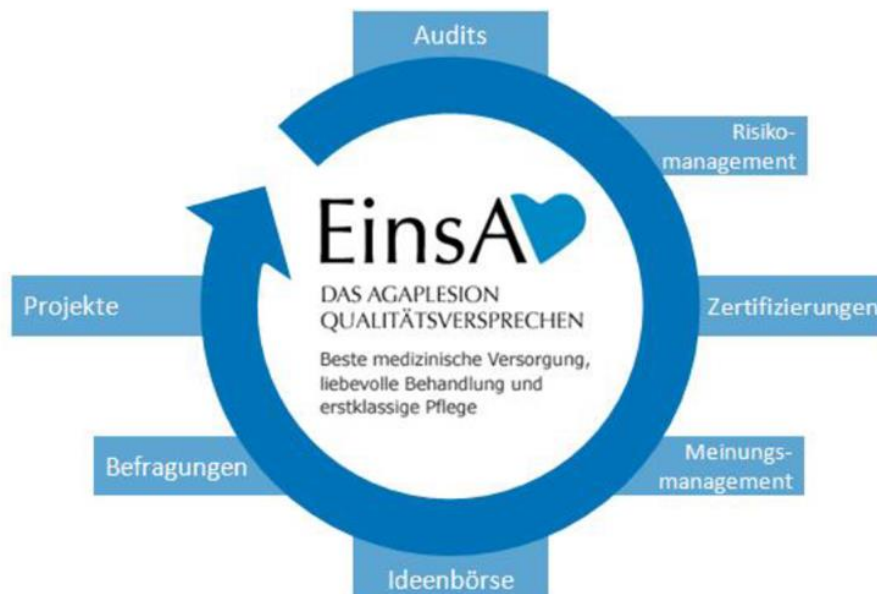 Audits
Risiko-
management
Zertifizierungen
Meinungs-
management
Ideenbörse
Befragungen
Projekte
EinsA
DAS AGAPLESION
QUALITÄTSVERSPRECHEN
Beste medizinische Versorgung,
liebevolle Behandlung und
erstklassige Pflege